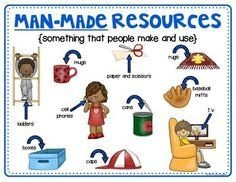 MAN-MADE RESOURCES
{something that people make and use}
mugs
paper and scissors
rugs
ladders
cell
phones
cans
baseball
mitts
T.V.
boxes
caps